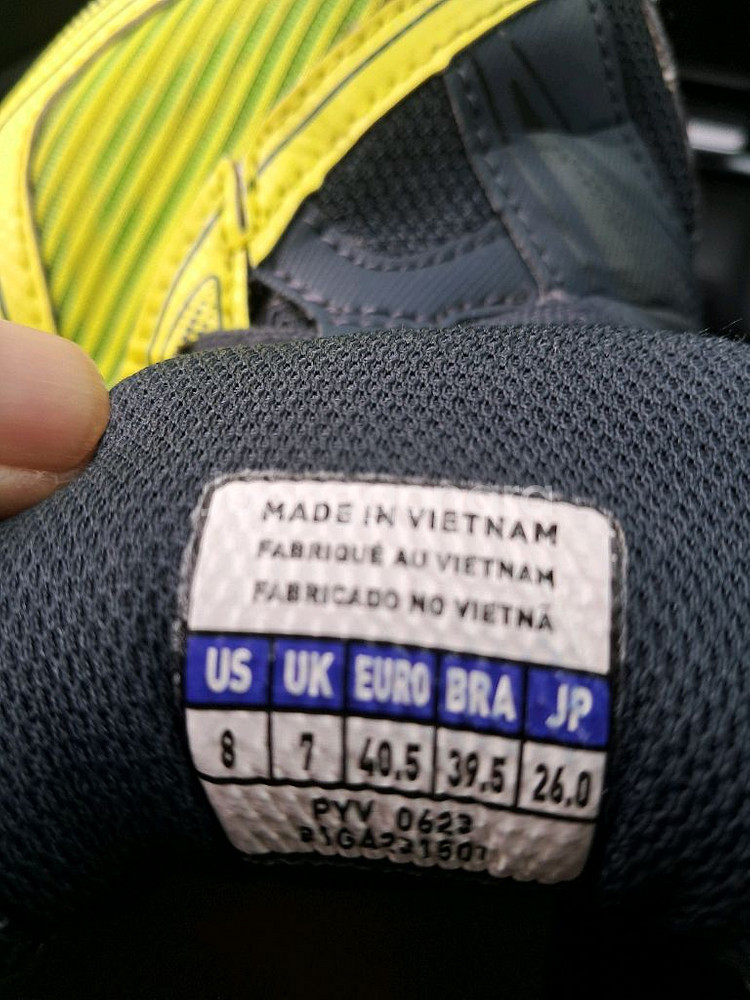 MADE IN VIETNAM
FABRIQUÉ AU VIETNAM
FABRICADO NO VIETNÃ
US UK EURO BRA JP
8 7 40.5 39.5 26.0
PYV 0623